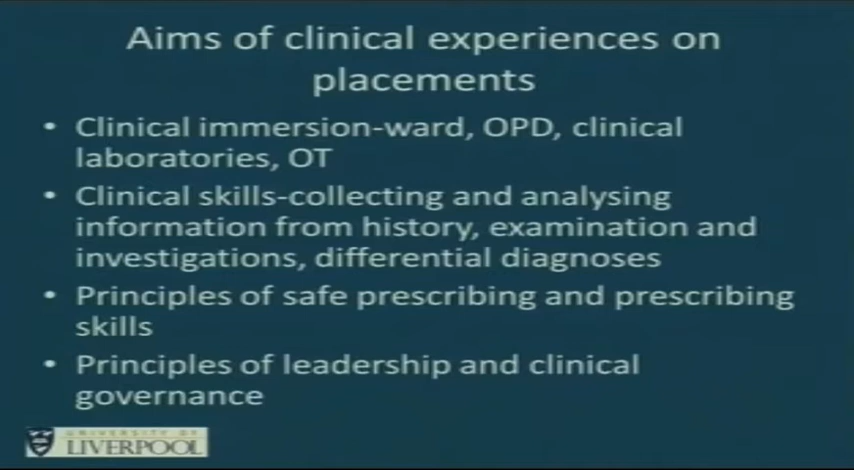 Aims of clinical experiences on
placements
• Clinical immersion-ward, OPD, clinical
laboratories, OT
• Clinical skills-collecting and analysing
information from history, examination and
investigations, differential diagnoses
• Principles of safe prescribing and prescribing
skills
• Principles of leadership and clinical
governance
UNIVERSITY OF
LIVERPOOL